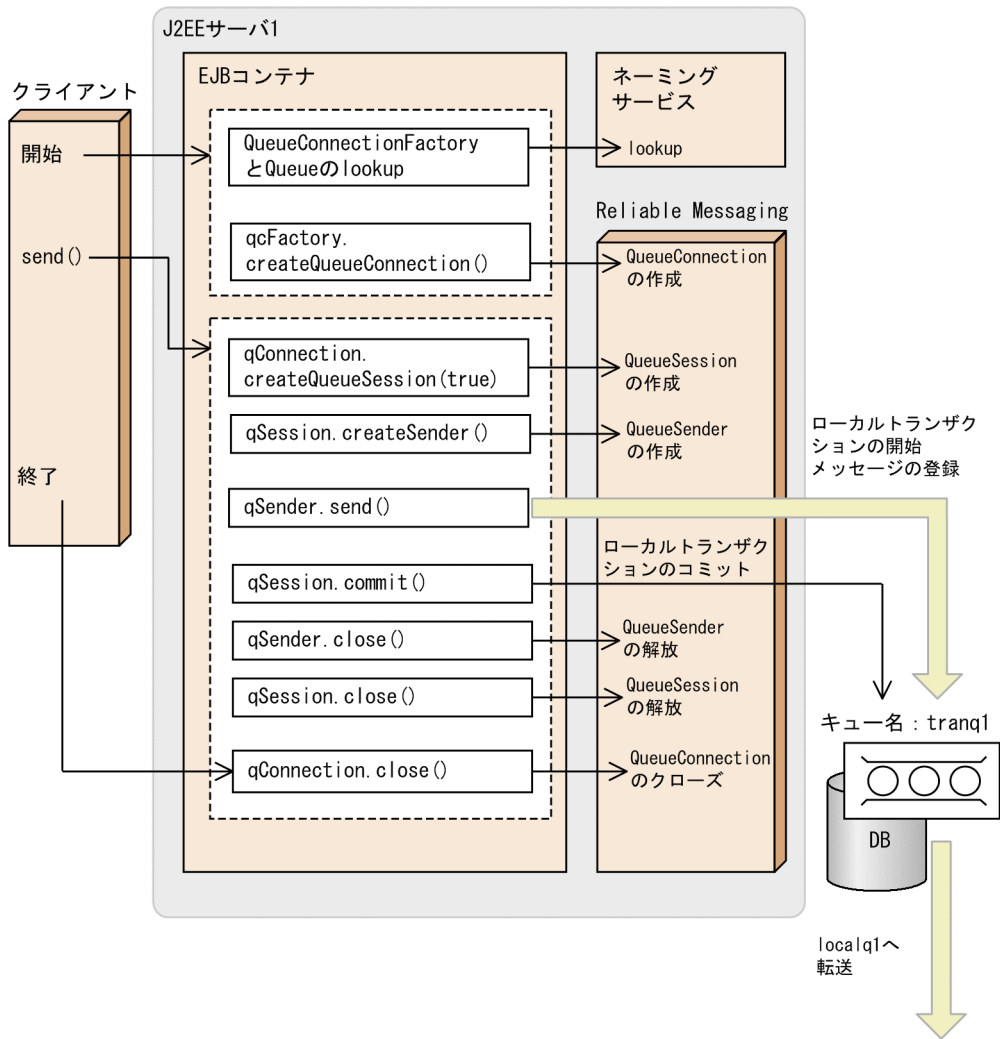 J2EEサーバ1
EJBコンテナ
ネーミング
サービス
lookup
クライアント
開始
send()
終了
QueueConnectionFactory
とQueueのlookup
qcFactory.
createQueueConnection()
Reliable Messaging
QueueConnection
の作成
qConnection.
createQueueSession(true)
QueueSession
の作成
qSession.createSender()
QueueSender
の作成
ローカルトランザク
ションの開始
メッセージの登録
qSender.send()
ローカルトランザク
ションのコミット
qSession.commit()
qSender.close()
QueueSender
の解放
qSession.close()
QueueSession
の解放
qConnection.close()
QueueConnection
のクローズ
キュー名：tranq1
DB
localq1へ
転送